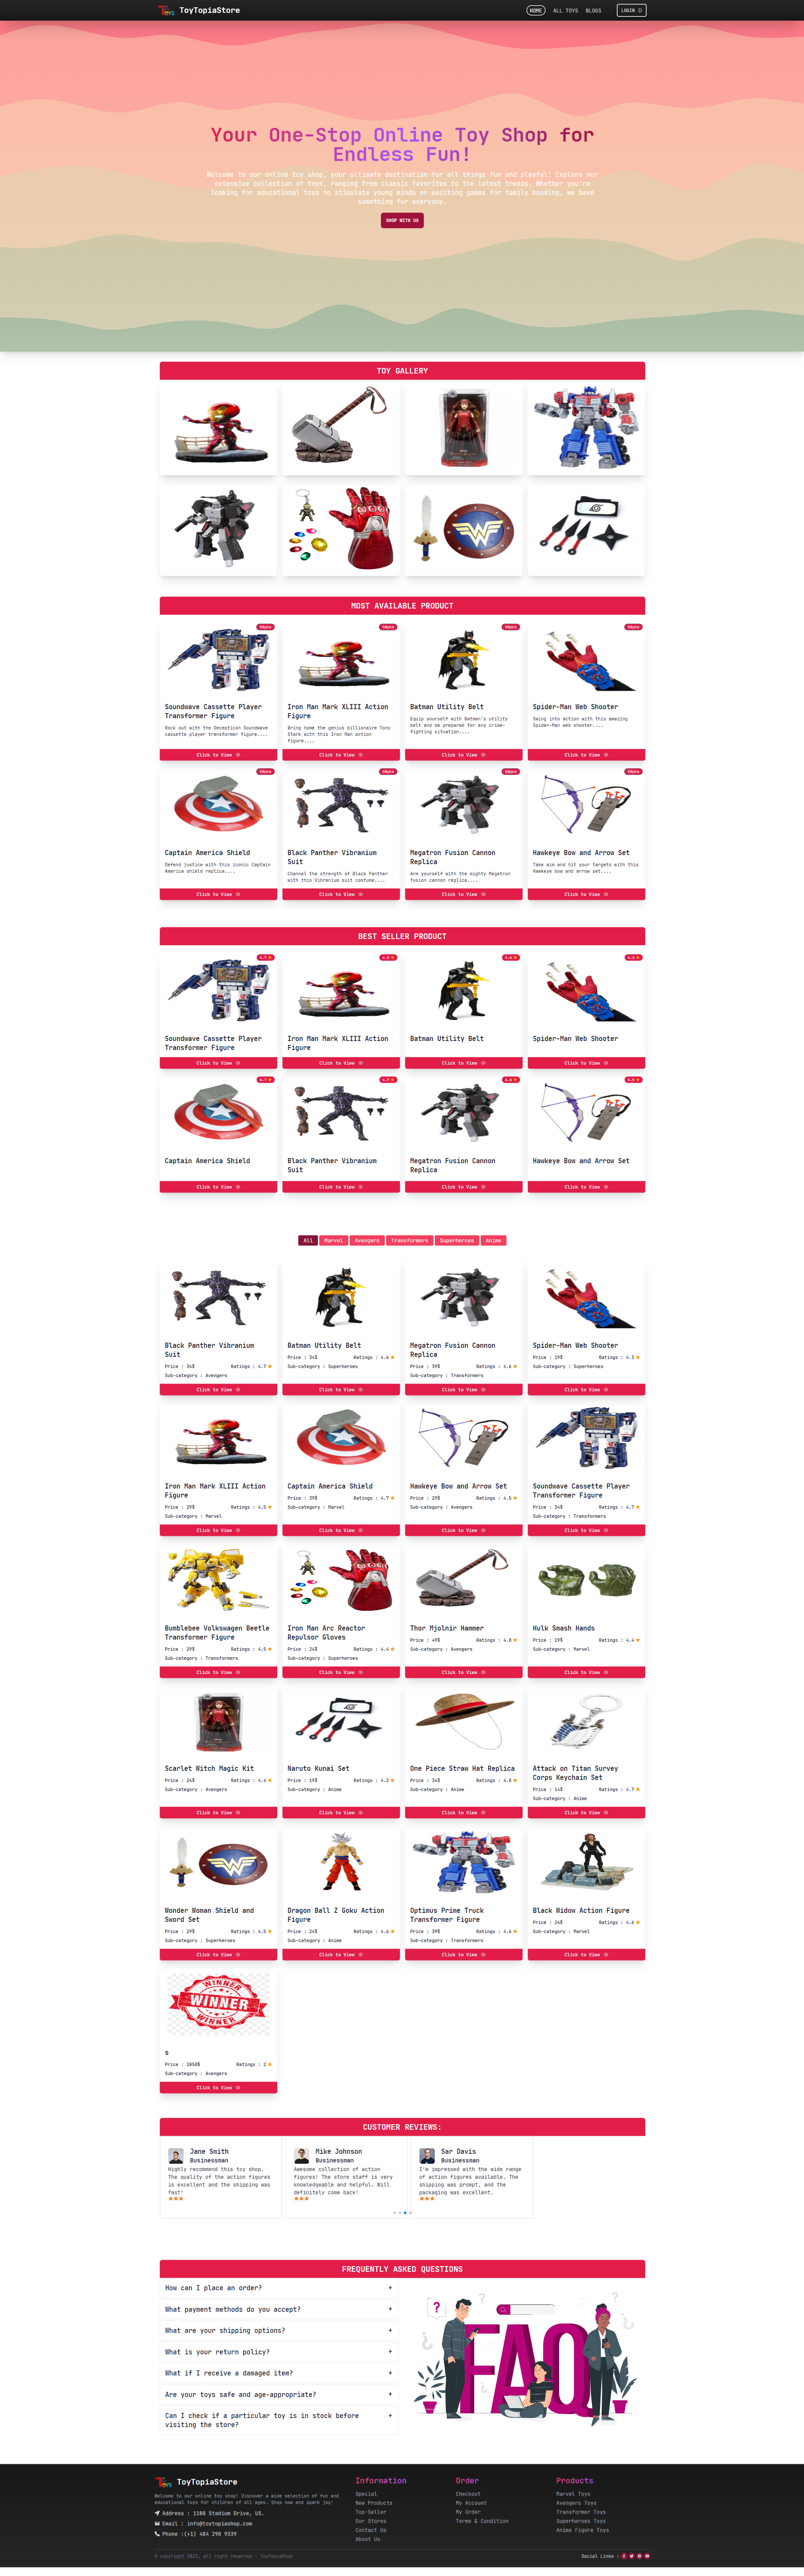 Toys ToyTopiaStore HOME ALL TOYS BLOGS LOGIN
Your One-Stop Online Toy Shop for
Endless Fun!
Welcome to our online toy shop, your ultimate destination for all things fun and playful! Explore our
extensive collection of toys, ranging from classic favorites to the latest trends. Whether you're
looking for educational toys to stimulate young minds or exciting games for family bonding, we have
something for everyone.
SHOP WITH US
TOY GALLERY
MOST AVAILABLE PRODUCT
50pcs
Soundwave Cassette Player
Transformer Figure
Rock out with the Decepticon Soundwave
cassette player transformer figure....
Click to View
50pcs
Iron Man Mark XLIII Action
Figure
Bring home the genius billionaire Tony
Stark with this Iron Man action
figure....
Click to View
50pcs
Batman Utility Belt
Equip yourself with Batman's utility
belt and be prepared for any crime-
fighting situation....
Click to View
50pcs
Spider-Man Web Shooter
Swing into action with this amazing
Spider-Man web shooter....
Click to View
50pcs
Captain America Shield
Defend justice with this iconic Captain
America shield replica....
Click to View
50pcs
Black Panther Vibranium
Suit
Channel the strength of Black Panther
with this Vibranium suit costume....
Click to View
50pcs
Megatron Fusion Cannon
Replica
Arm yourself with the mighty Megatron
fusion cannon replica....
Click to View
50pcs
Hawkeye Bow and Arrow Set
Take aim and hit your targets with this
Hawkeye bow and arrow set....
Click to View
BEST SELLER PRODUCT
4.7
Soundwave Cassette Player
Transformer Figure
Click to View
4.5
Iron Man Mark XLIII Action
Figure
Click to View
4.6
Batman Utility Belt
Click to View
4.3
Spider-Man Web Shooter
Click to View
4.7
Captain America Shield
Click to View
4.7
Black Panther Vibranium
Suit
Click to View
4.6
Megatron Fusion Cannon
Replica
Click to View
4.5
Hawkeye Bow and Arrow Set
Click to View
All Marvel Avengers Transformers Superheroes Anime
Black Panther Vibranium
Suit
Price : 34$ Ratings : 4.7
Sub-category : Avengers
Click to View
Batman Utility Belt
Price : 34$ Ratings : 4.6
Sub-category : Superheroes
Click to View
Megatron Fusion Cannon
Replica
Price : 39$ Ratings : 4.6
Sub-category : Transformers
Click to View
Spider-Man Web Shooter
Price : 19$ Ratings : 4.3
Sub-category : Superheroes
Click to View
Iron Man Mark XLIII Action
Figure
Price : 29$ Ratings : 4.5
Sub-category : Marvel
Click to View
Captain America Shield
Price : 39$ Ratings : 4.7
Sub-category : Marvel
Click to View
Hawkeye Bow and Arrow Set
Price : 29$ Ratings : 4.5
Sub-category : Avengers
Click to View
Soundwave Cassette Player
Transformer Figure
Price : 34$ Ratings : 4.7
Sub-category : Transformers
Click to View
Bumblebee Volkswagen Beetle
Transformer Figure
Price : 29$ Ratings : 4.5
Sub-category : Transformers
Click to View
Iron Man Arc Reactor
Repulsor Gloves
Price : 24$ Ratings : 4.4
Sub-category : Superheroes
Click to View
Thor Mjolnir Hammer
Price : 49$ Ratings : 4.8
Sub-category : Avengers
Click to View
Hulk Smash Hands
Price : 19$ Ratings : 4.4
Sub-category : Marvel
Click to View
Scarlet Witch Magic Kit
Price : 24$ Ratings : 4.4
Sub-category : Avengers
Click to View
Naruto Kunai Set
Price : 19$ Ratings : 4.2
Sub-category : Anime
Click to View
One Piece Straw Hat Replica
Price : 34$ Ratings : 4.8
Sub-category : Anime
Click to View
Attack on Titan Survey
Corps Keychain Set
Price : 14$ Ratings : 4.7
Sub-category : Anime
Click to View
Wonder Woman Shield and
Sword Set
Price : 29$ Ratings : 4.5
Sub-category : Superheroes
Click to View
Dragon Ball Z Goku Action
Figure
Price : 24$ Ratings : 4.6
Sub-category : Anime
Click to View
Optimus Prime Truck
Transformer Figure
Price : 39$ Ratings : 4.6
Sub-category : Transformers
Click to View
Black Widow Action Figure
Price : 24$ Ratings : 4.6
Sub-category : Marvel
Click to View
WINNER
WINNER
WINNER
s
Price : 1050$ Ratings : 2
Sub-category : Avengers
Click to View
CUSTOMER REVIEWS:
Jane Smith
Businessman
Highly recommend this toy shop.
The quality of the action figures
is excellent and the shipping was
fast!
Mike Johnson
Businessman
Awesome collection of action
figures! The store staff is very
knowledgeable and helpful. Will
definitely come back!
Sar Davis
Businessman
I'm impressed with the wide range
of action figures available. The
shipping was prompt, and the
packaging was excellent.
FREQUENTLY ASKED QUESTIONS
How can I place an order? +
What payment methods do you accept? +
What are your shipping options? +
What is your return policy? +
What if I receive a damaged item? +
Are your toys safe and age-appropriate? +
Can I check if a particular toy is in stock before +
visiting the store?
FAQ
Toys ToyTopiaStore
Welcome to our online toy shop! Discover a wide selection of fun and
educational toys for children of all ages. Shop now and spark joy!
Address : 1108 Stadium Drive, US.
Email : info@toytopiashop.com
Phone :(+1) 484 298 9339
Information
Special
New Products
Top-Seller
Our Stores
Contact Us
About Us
Order
Checkout
My Account
My Order
Terms & Condition
Products
Marvel Toys
Avengers Toys
Transformer Toys
Superheroes Toys
Anime Figure Toys
© copyright 2023, all right reserves - ToyTopiaShop
Social Links :